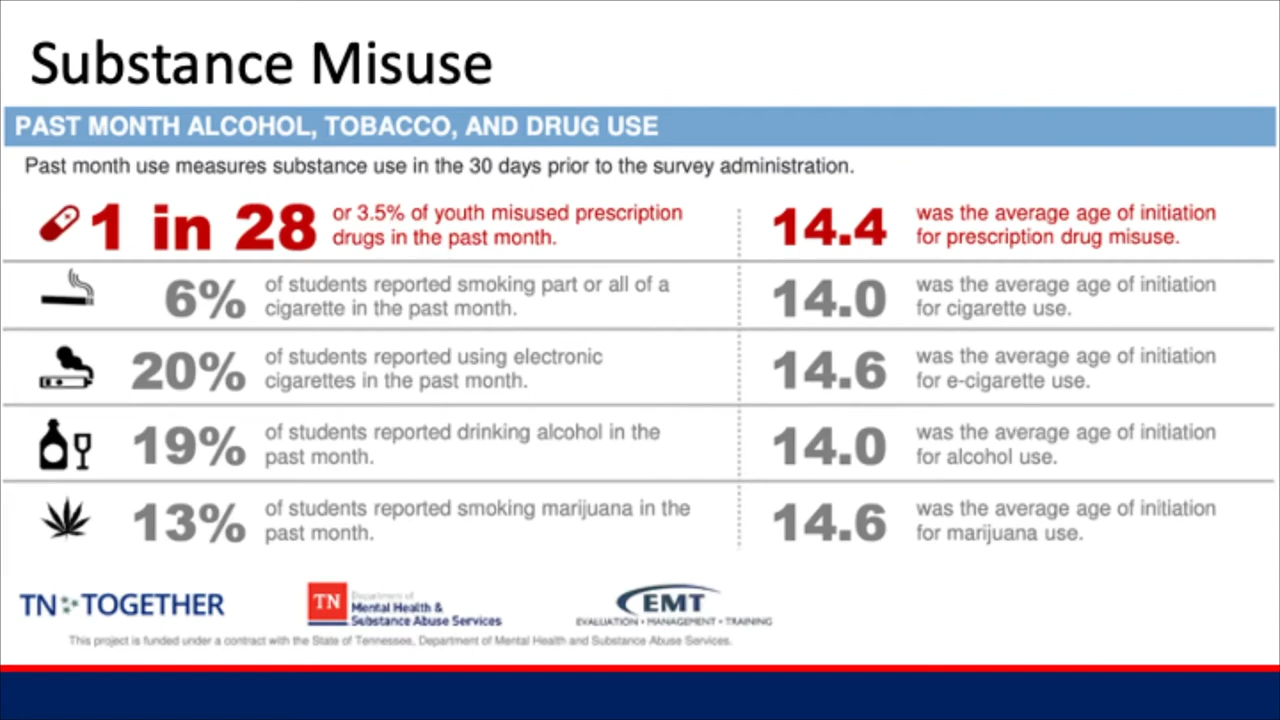 Substance Misuse
PAST MONTH ALCOHOL, TOBACCO, AND DRUG USE
Past month use measures substance use in the 30 days prior to the survey administration.
1 in 28
or 3.5% of youth misused prescription
drugs in the past month.
14.4
was the average age of initiation
for prescription drug misuse.
6%
of students reported smoking part or all of a
cigarette in the past month.
14.0
was the average age of initiation
for cigarette use.
20%
of students reported using electronic
cigarettes in the past month.
14.6
was the average age of initiation
for e-cigarette use.
19%
of students reported drinking alcohol in the
past month.
14.0
was the average age of initiation
for alcohol use.
13%
of students reported smoking marijuana in the
past month.
14.6
was the average age of initiation
for marijuana use.
TN TOGETHER
TN
Department of
Mental Health &
Substance Abuse Services
EMT
EVALUATION • MANAGEMENT • TRAINING
This project is funded under a contract with the State of Tennessee, Department of Mental Health and Substance Abuse Services.